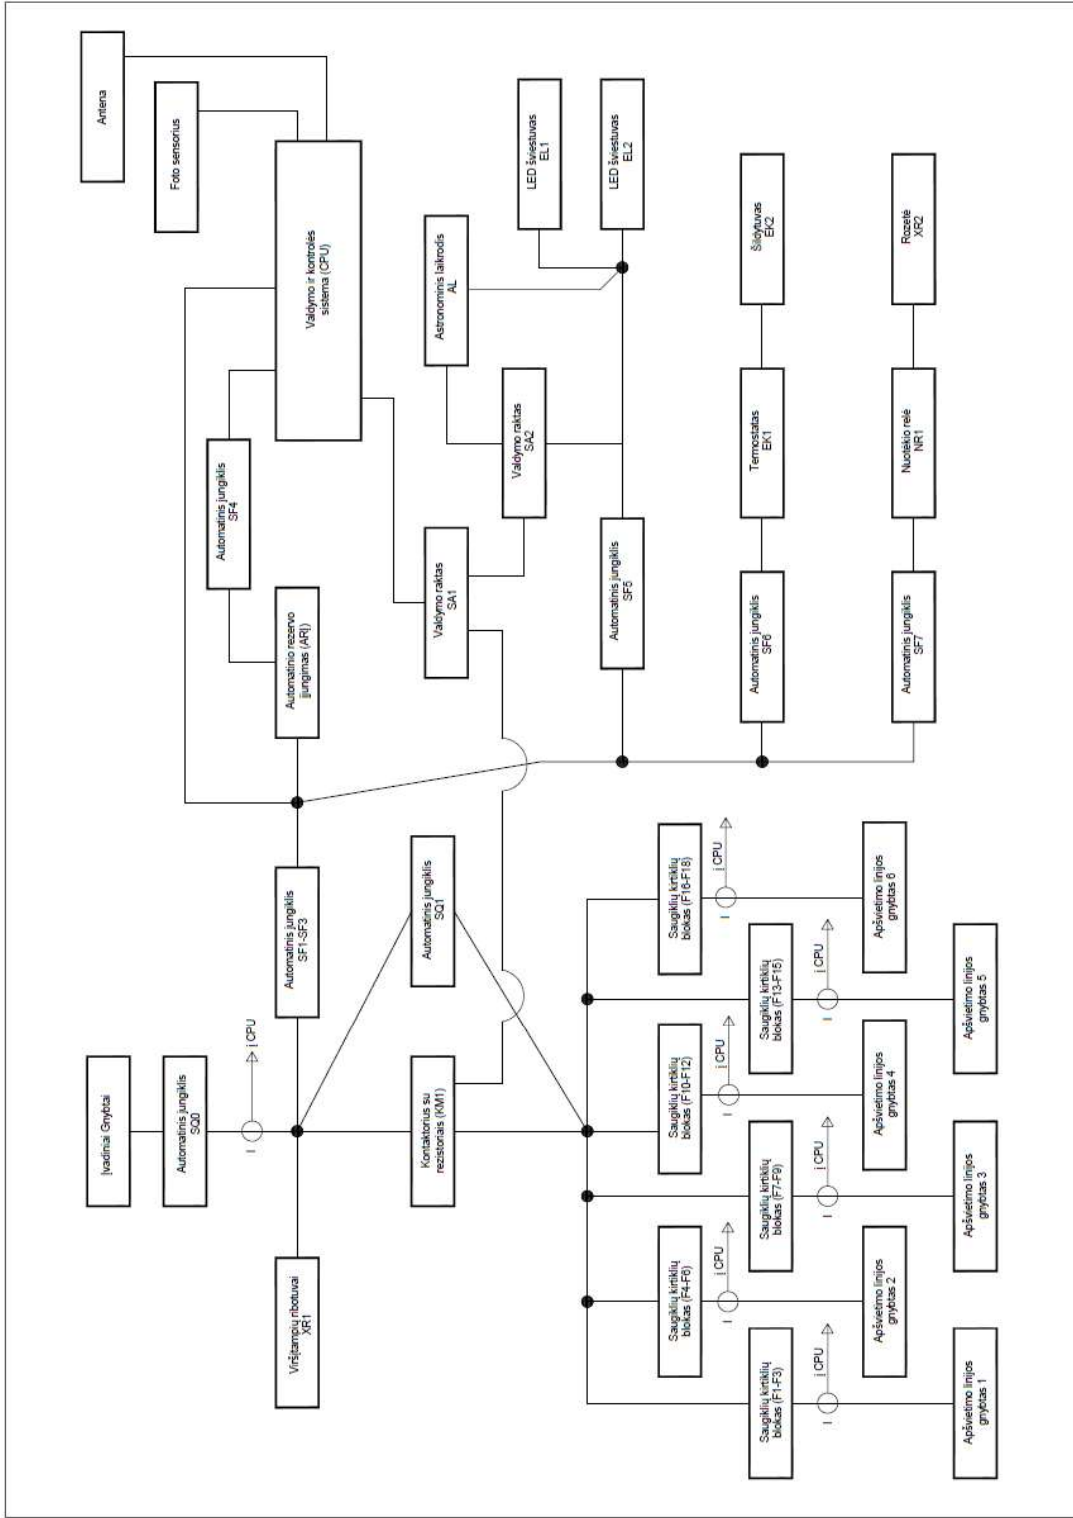 Įvadiniai Gnybtai
Antena
Automatinis jungiklis
SQ0
Foto sensorius
Automatinis jungiklis
SF4
I
į CPU
Viršįtampių ribotuvai
XR1
Automatinis jungiklis
SF1-SF3
Automatinio rezervo
įjungimas (ARĮ)
Valdymo ir kontrolės
sistema (CPU)
Kontaktorius su
rezistoriais (KM1)
Automatinis jungiklis
SQ1
Valdymo raktas
SA1
Astronominis laikrodis
AL
Valdymo raktas
SA2
LED šviestuvas
EL1
Automatinis jungiklis
SF5
LED šviestuvas
EL2
Saugiklių kirtiklių
blokas (F4-F6)
Saugiklių kirtiklių
blokas (F10-F12)
Saugiklių kirtiklių
blokas (F16-F18)
I
į CPU
I
į CPU
I
į CPU
Automatinis jungiklis
SF6
Termostatas
EK1
Šildytuvas
EK2
Saugiklių kirtiklių
blokas (F1-F3)
Saugiklių kirtiklių
blokas (F7-F9)
Saugiklių kirtiklių
blokas (F13-F15)
I
į CPU
I
į CPU
I
į CPU
Apšvietimo linijos
gnybtas 2
Apšvietimo linijos
gnybtas 4
Apšvietimo linijos
gnybtas 6
Automatinis jungiklis
SF7
Nuotėkio relė
NR1
Rozetė
XR2
Apšvietimo linijos
gnybtas 1
Apšvietimo linijos
gnybtas 3
Apšvietimo linijos
gnybtas 5